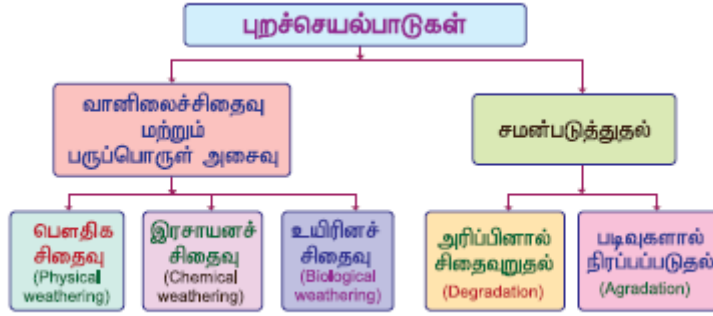 புறச்செயல்பாடுகள்
வானிலைச்சிதைவு
மற்றும்
பருப்பொருள் அசைவு
சமன்படுத்துதல்
பௌதிக
சிதைவு
(Physical
weathering)
இரசாயனச்
சிதைவு
(Chemical
weathering)
உயிரினச்
சிதைவு
(Biological
weathering)
அரிப்பினால்
சிதைவுறுதல்
(Degradation)
படிவுகளால்
நிரப்பப்படுதல்
(Agradation)